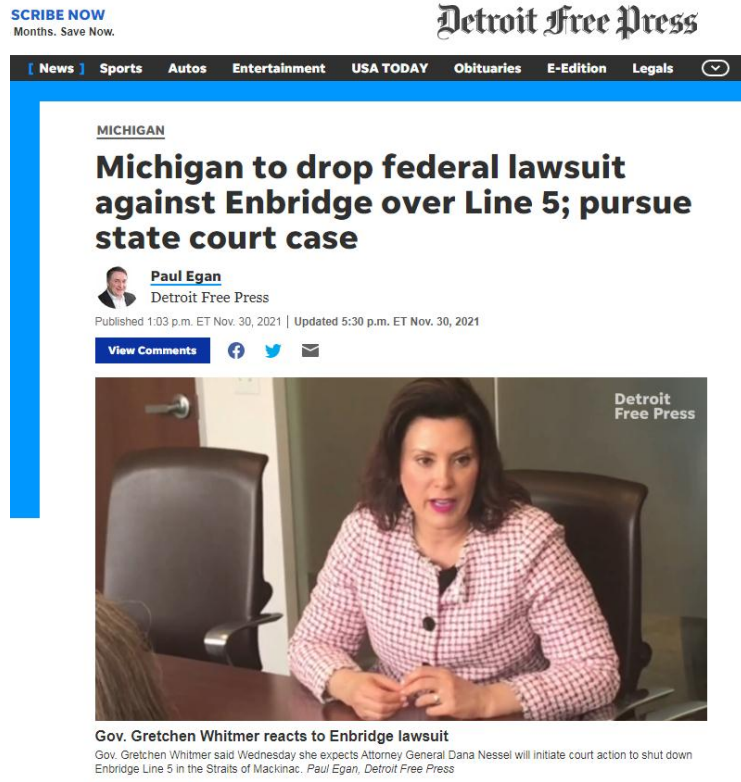 SCRIBE NOW
Months. Save Now.
Detroit Free Press
[ News ] Sports Autos Entertainment USA TODAY Obituaries E-Edition Legals
MICHIGAN
Michigan to drop federal lawsuit
against Enbridge over Line 5; pursue
state court case
Paul Egan
Detroit Free Press
Published 1:03 p.m. ET Nov. 30, 2021 | Updated 5:30 p.m. ET Nov. 30, 2021
View Comments
Detroit
Free Press
Gov. Gretchen Whitmer reacts to Enbridge lawsuit
Gov. Gretchen Whitmer said Wednesday she expects Attorney General Dana Nessel will initiate court action to shut down
Enbridge Line 5 in the Straits of Mackinac. Paul Egan, Detroit Free Press